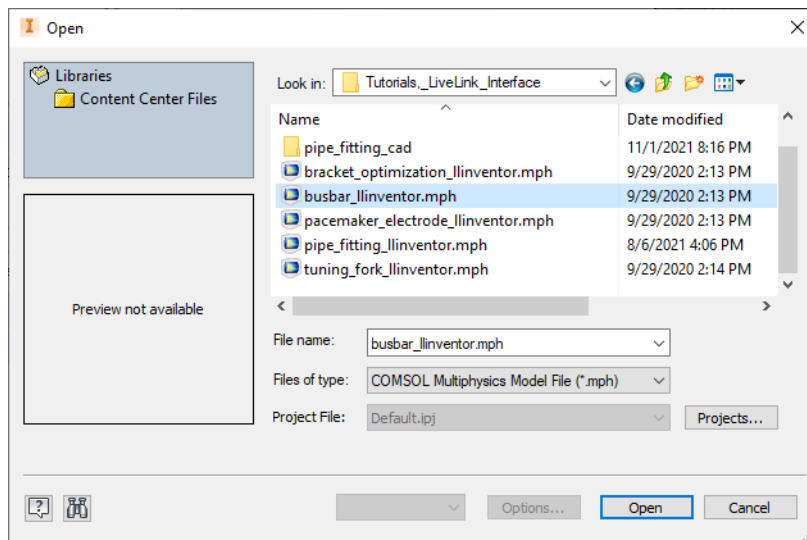 Open
Libraries
Content Center Files
Look in: Tutorials,_LiveLink_Interface
Name Date modified
pipe_fitting_cad 11/1/2021 8:16 PM
bracket_optimization_llinventor.mph 9/29/2020 2:13 PM
busbar_llinventor.mph 9/29/2020 2:13 PM
pacemaker_electrode_llinventor.mph 9/29/2020 2:13 PM
pipe_fitting_llinventor.mph 8/6/2021 4:06 PM
tuning_fork_llinventor.mph 9/29/2020 2:14 PM
Preview not available
File name: busbar_llinventor.mph
Files of type: COMSOL Multiphysics Model File (*.mph)
Project File: Default.ipj Projects...
Options... Open Cancel